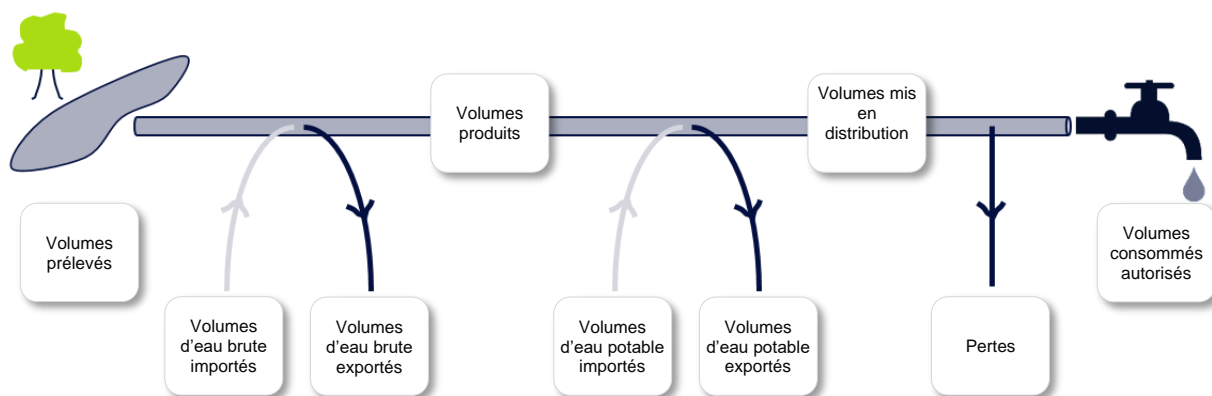 Volumes
produits
Volumes mis
en
distribution
Volumes
prélevés
Volumes
consommés
autorisés
Volumes
d'eau brute
importés
Volumes
d'eau brute
exportés
Volumes
d'eau potable
importés
Volumes
d'eau potable
exportés
Pertes